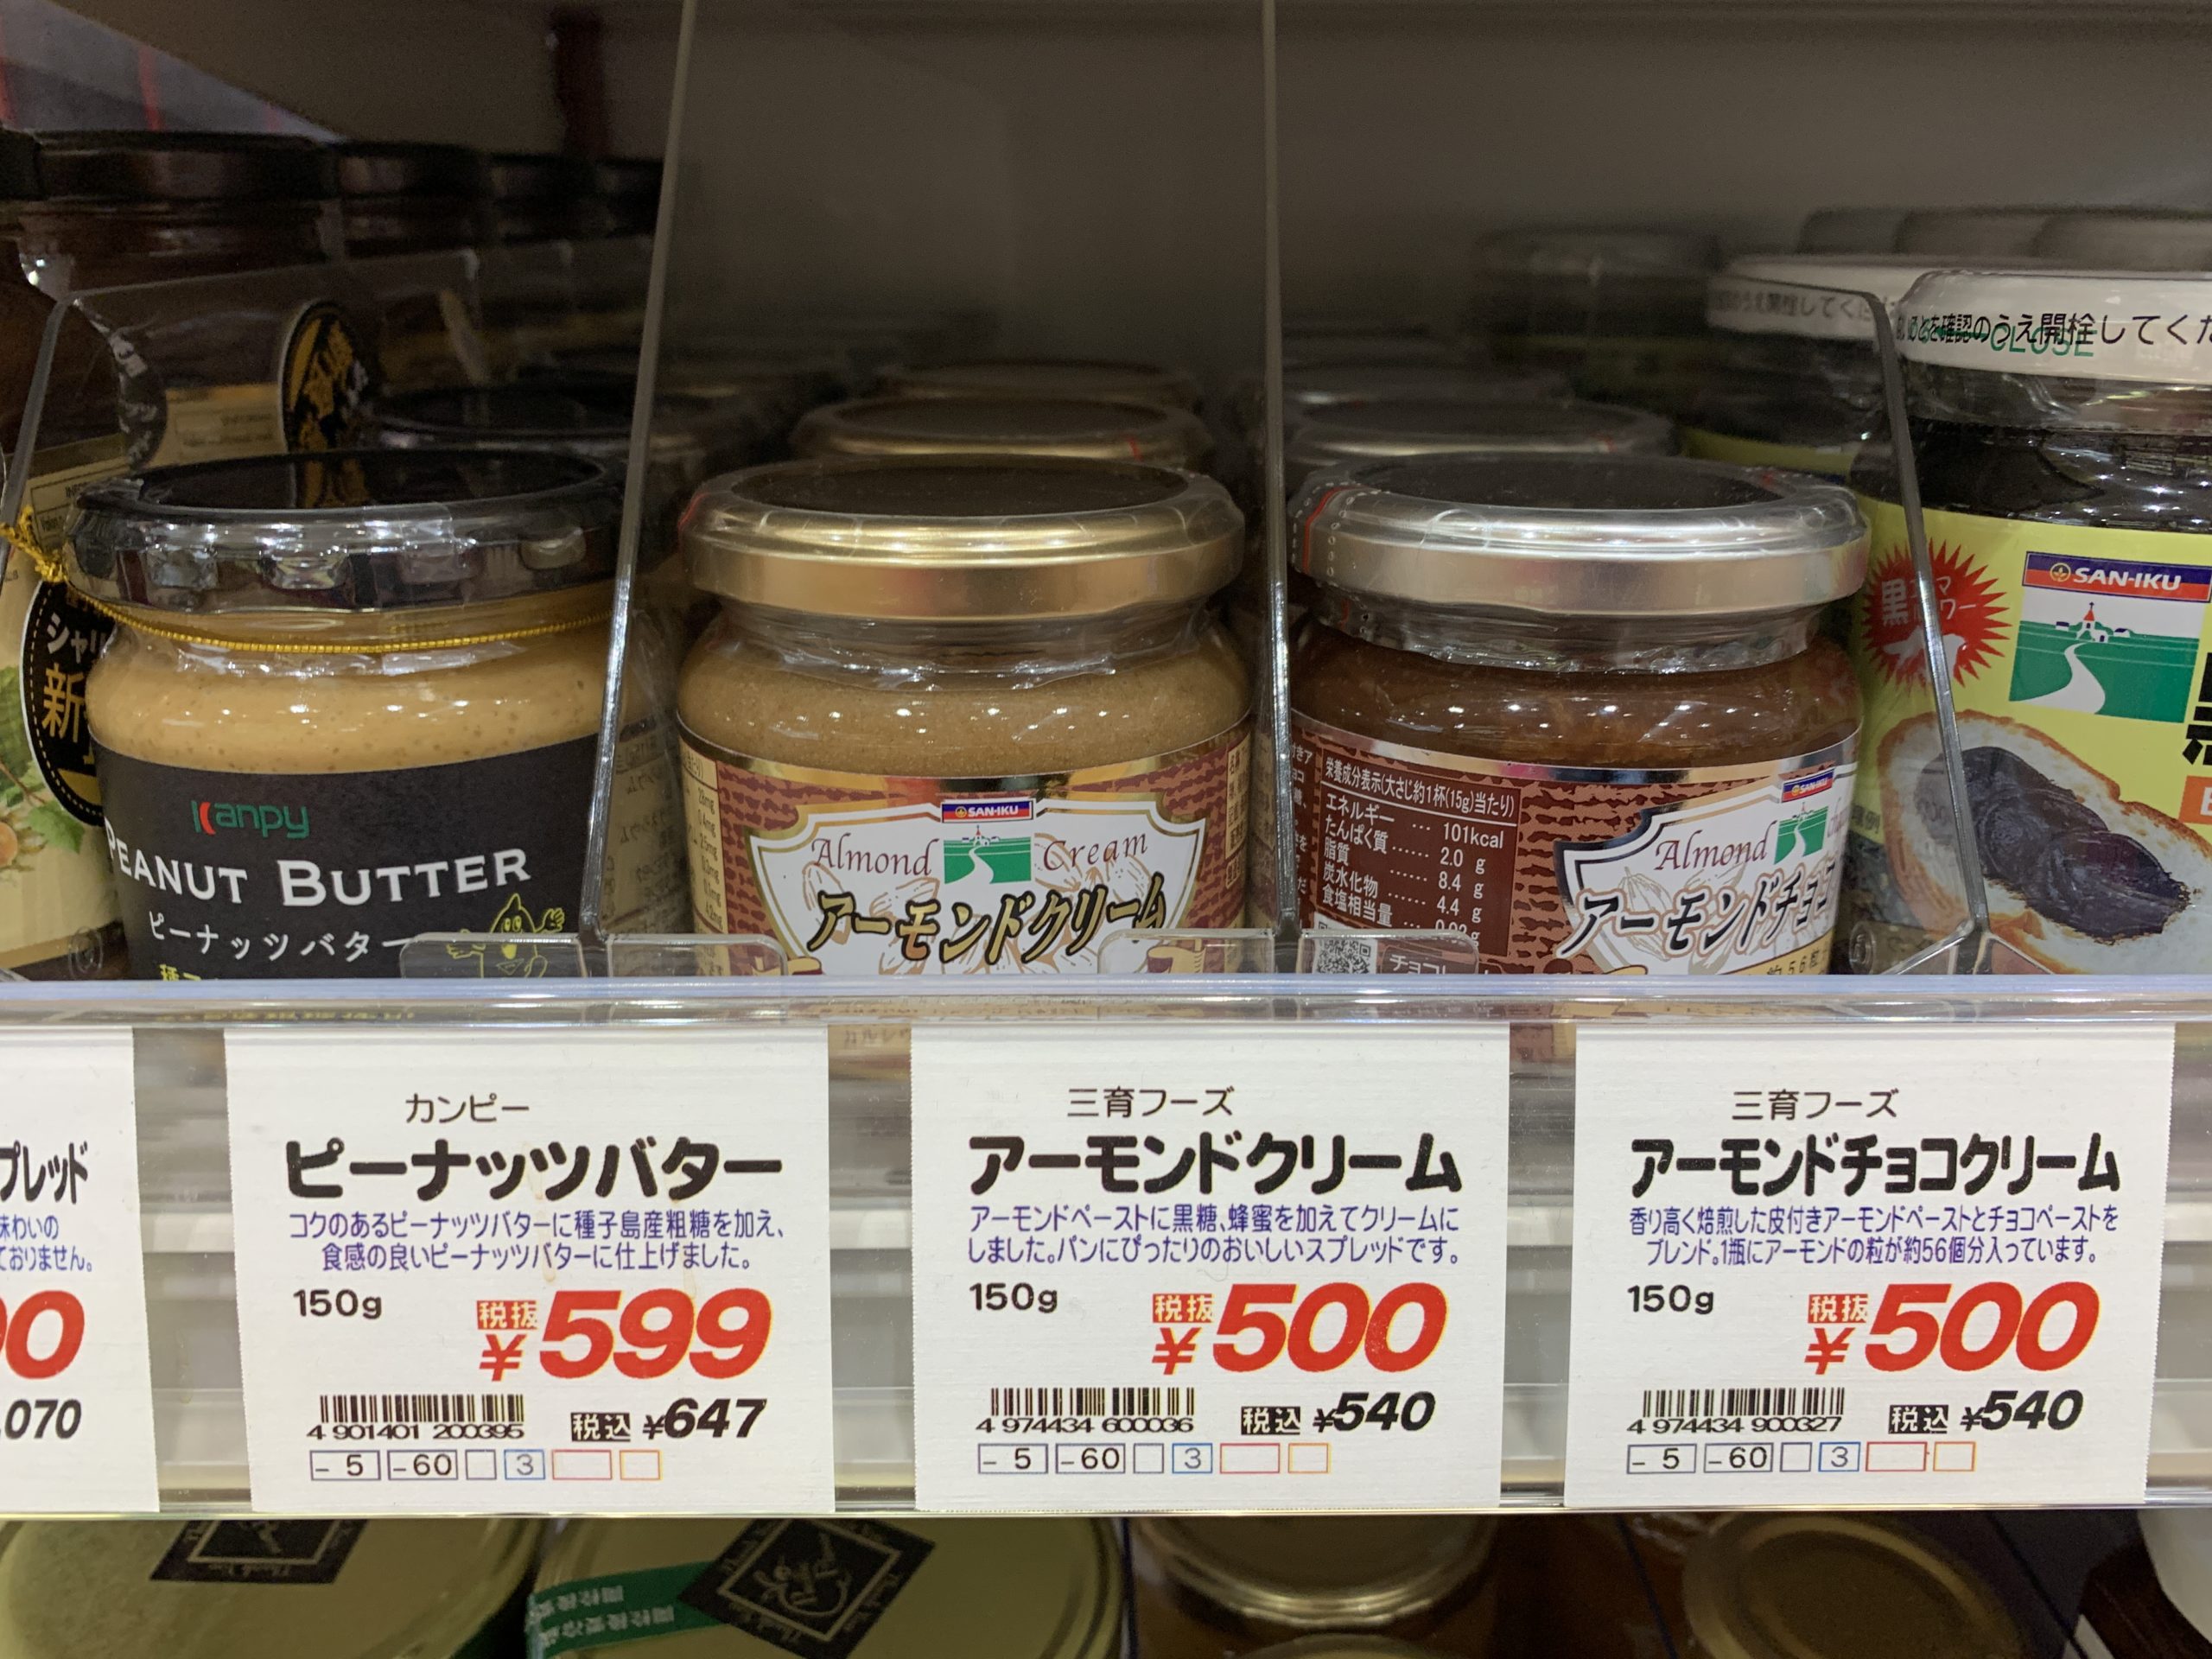 を確認のうえ開栓してくだ
CLOSE
シャリ
新
Kanpy
PEANUT BUTTER
ピーナッツバター
SAN-IKU
Almond Cream
アーモンドクリーム
栄養成分表示(大さじ約1杯(15g)当たり)
エネルギー … 101kcal
たんぱく質 …… 2.0 g
脂質 …… 8.4 g
炭水化物 …… 4.4 g
食塩相当量
SAN-IKU
Almond
アーモンドチョコ
SAN-IKU
黒
プレッド
味わいの
ておりません。
070
カンピー
ピーナッツバター
コクのあるピーナッツバターに種子島産粗糖を加え、
食感の良いピーナッツバターに仕上げました。
150g
税抜
¥599
4 901401 200395
税込 ¥647
- 5 -60 3
三育フーズ
アーモンドクリーム
アーモンドペーストに黒糖、蜂蜜を加えてクリームに
しました。パンにぴったりのおいしいスプレッドです。
150g
税抜
¥500
4 974434 600036
税込 ¥540
- 5 -60 3
三育フーズ
アーモンドチョコクリーム
香り高く焙煎した皮付きアーモンドペーストとチョコペーストを
ブレンド。1瓶にアーモンドの粒が約56個分入っています。
150g
税抜
¥500
4 974434 900327
税込 ¥540
- 5 -60 3